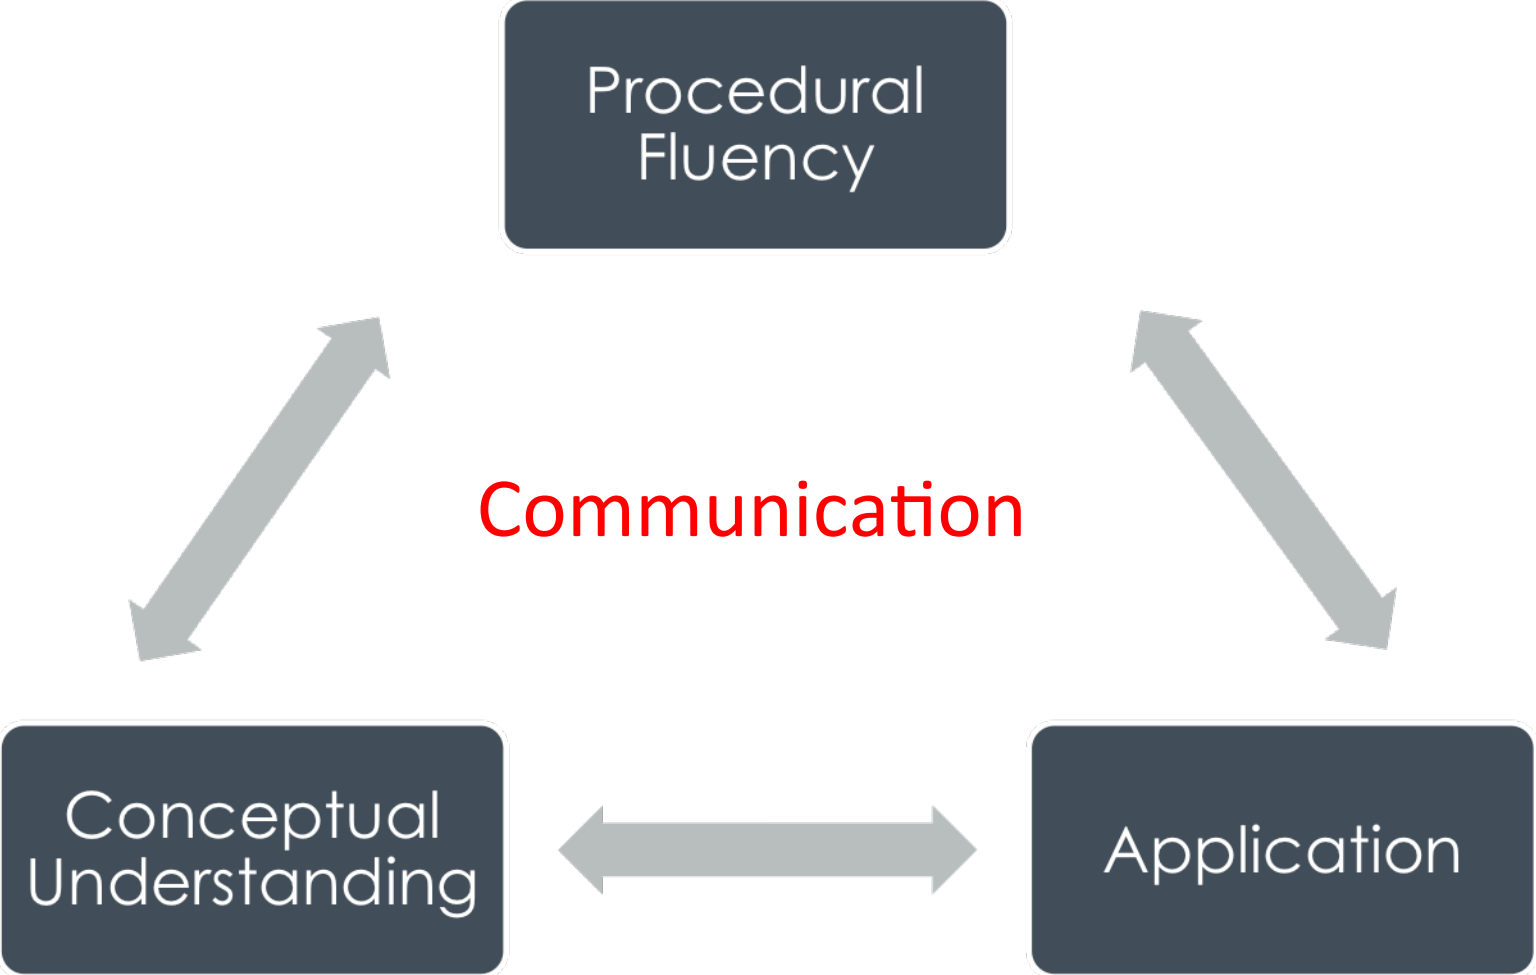 Procedural
Fluency
Communication
Conceptual
Understanding
Application